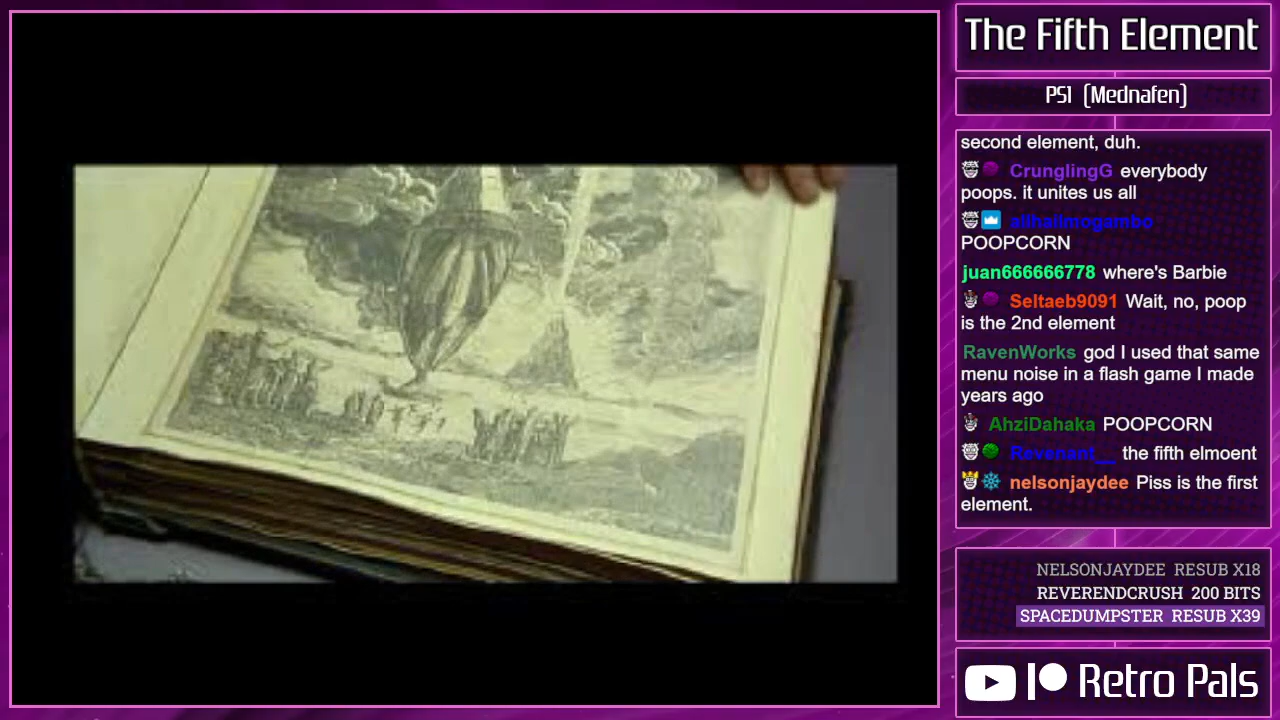 The Fifth Element
PS1 (Mednafen)
second element, duh.
CrunglingG everybody
poops. it unites us all
allhailmogambo
POOPCORN
juan666666778 where's Barbie
Seltaeb9091 Wait, no, poop
is the 2nd element
RavenWorks god I used that same
menu noise in a flash game I made
years ago
AhziDahaka POOPCORN
Revenant__ the fifth elmoent
nelsonjaydee Piss is the first
element.
NELSONJAYDEE RESUB X18
REVERENDCRUSH 200 BITS
SPACEDUMPSTER RESUB X39
Retro Pals